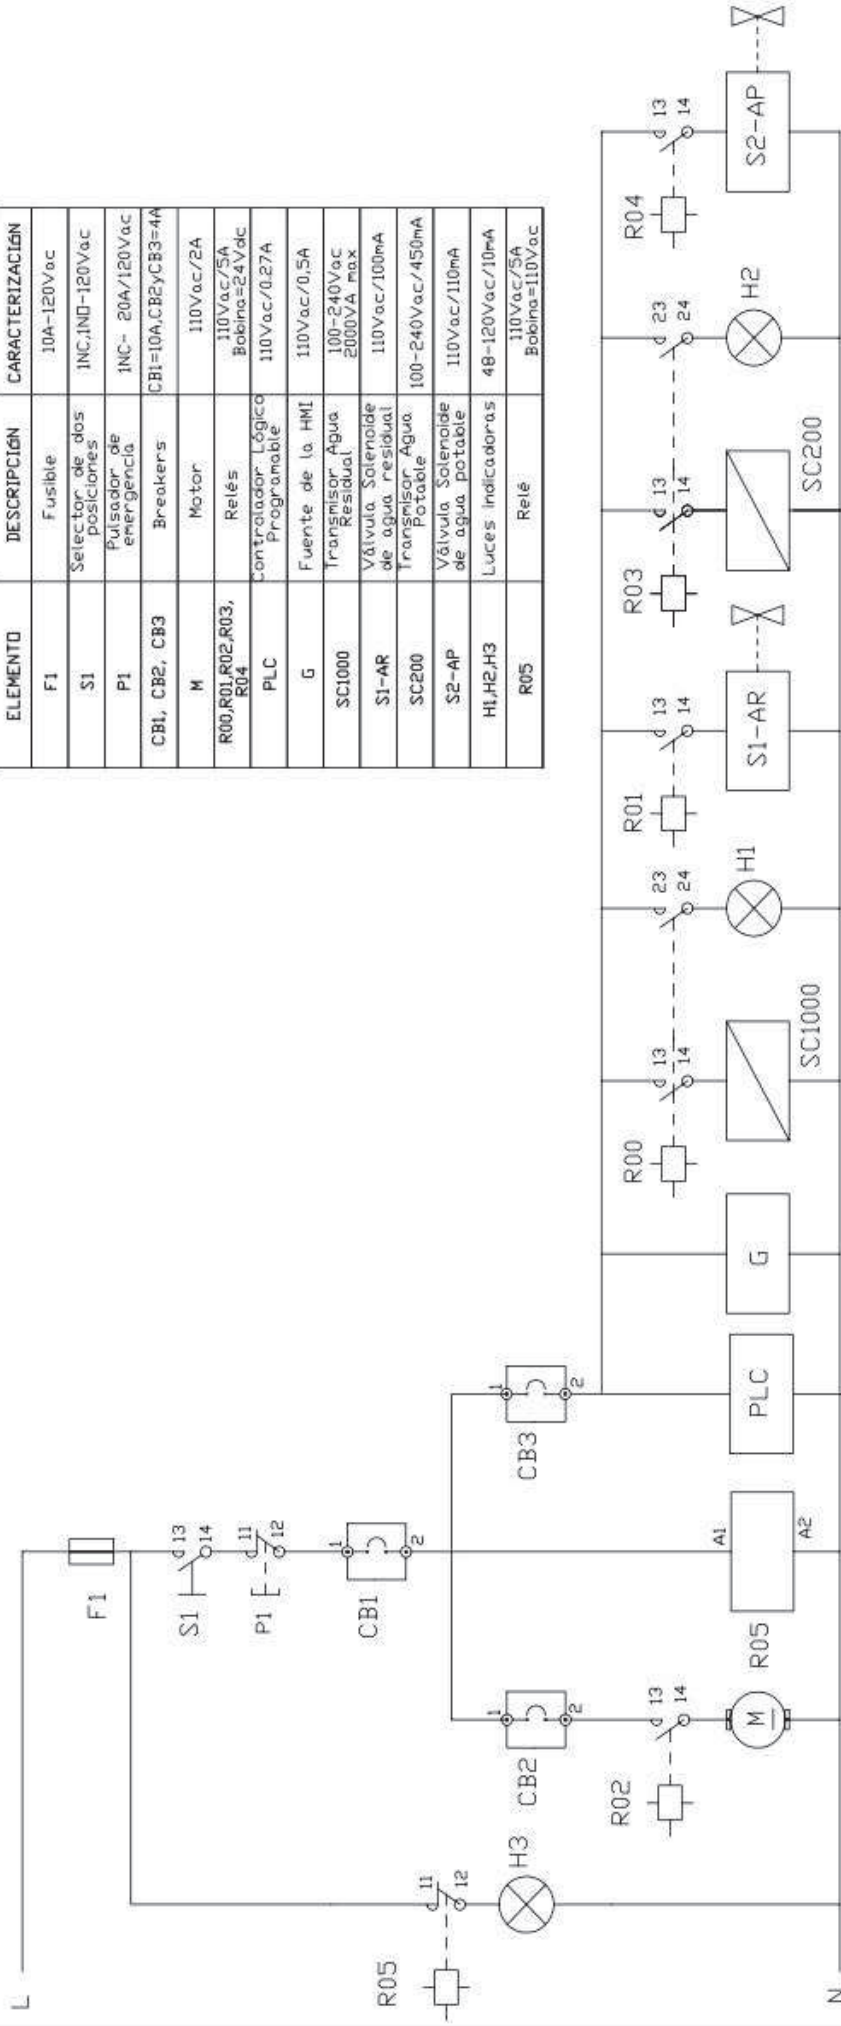 ELEMENTO DESCRIPCIÓN CARACTERIZACIÓN
F1 Fusible 10A-120Vac
S1 Selector de dos posiciones 1NC,1NO-120Vac
P1 Pulsador de emergencia 1NC- 20A/120Vac
CB1, CB2, CB3 Breakers CB1=10A,CB2yCB3=4A
M Motor 110Vac/2A
R00,R01,R02,R03,R04 Relés 110Vac/5A Bobina=24Vdc
PLC Controlador Lógico Programable 110Vac/0.27A
G Fuente de la HMI 110Vac/0,5A
SC1000 Transmisor Agua Residual 100-240Vac 2000VA max
S1-AR Válvula Solenoide de agua residual 110Vac/100mA
SC200 Transmisor Agua Potable 100-240Vac/450mA
S2-AP Válvula Solenoide de agua potable 110Vac/110mA
H1,H2,H3 Luces indicadoras 48-120Vac/10mA
R05 Relé 110Vac/5A Bobina=110Vac
L
F1
S1 13 14
P1 11 12
CB1 1 2
R05 11 12
H3
CB2 1 2
R02 13 14
M
R05 A1 A2
CB3 1 2
PLC
G
R00 13 14 23 24
SC1000
H1
R01 13 14
S1-AR
R03 13 14 23 24
SC200
H2
R04 13 14
S2-AP
N